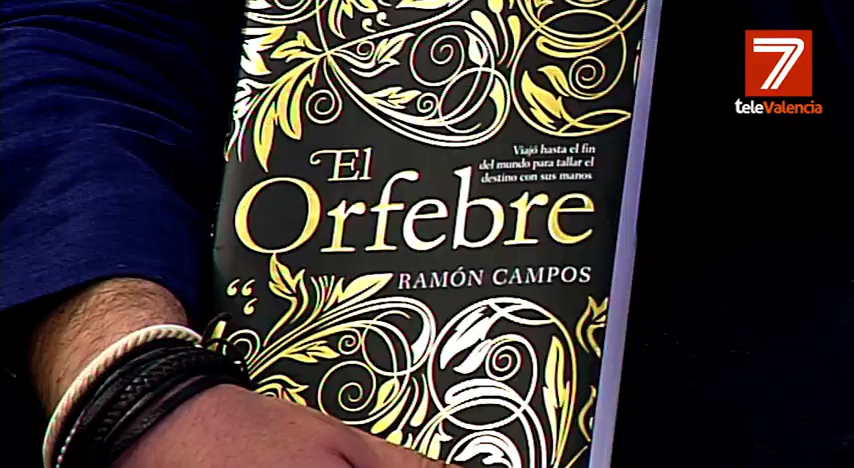 7
teleValencia
Viajó hasta el fin
del mundo para tallar el
destino con sus manos
El
Orfebre
RAMÓN CAMPOS